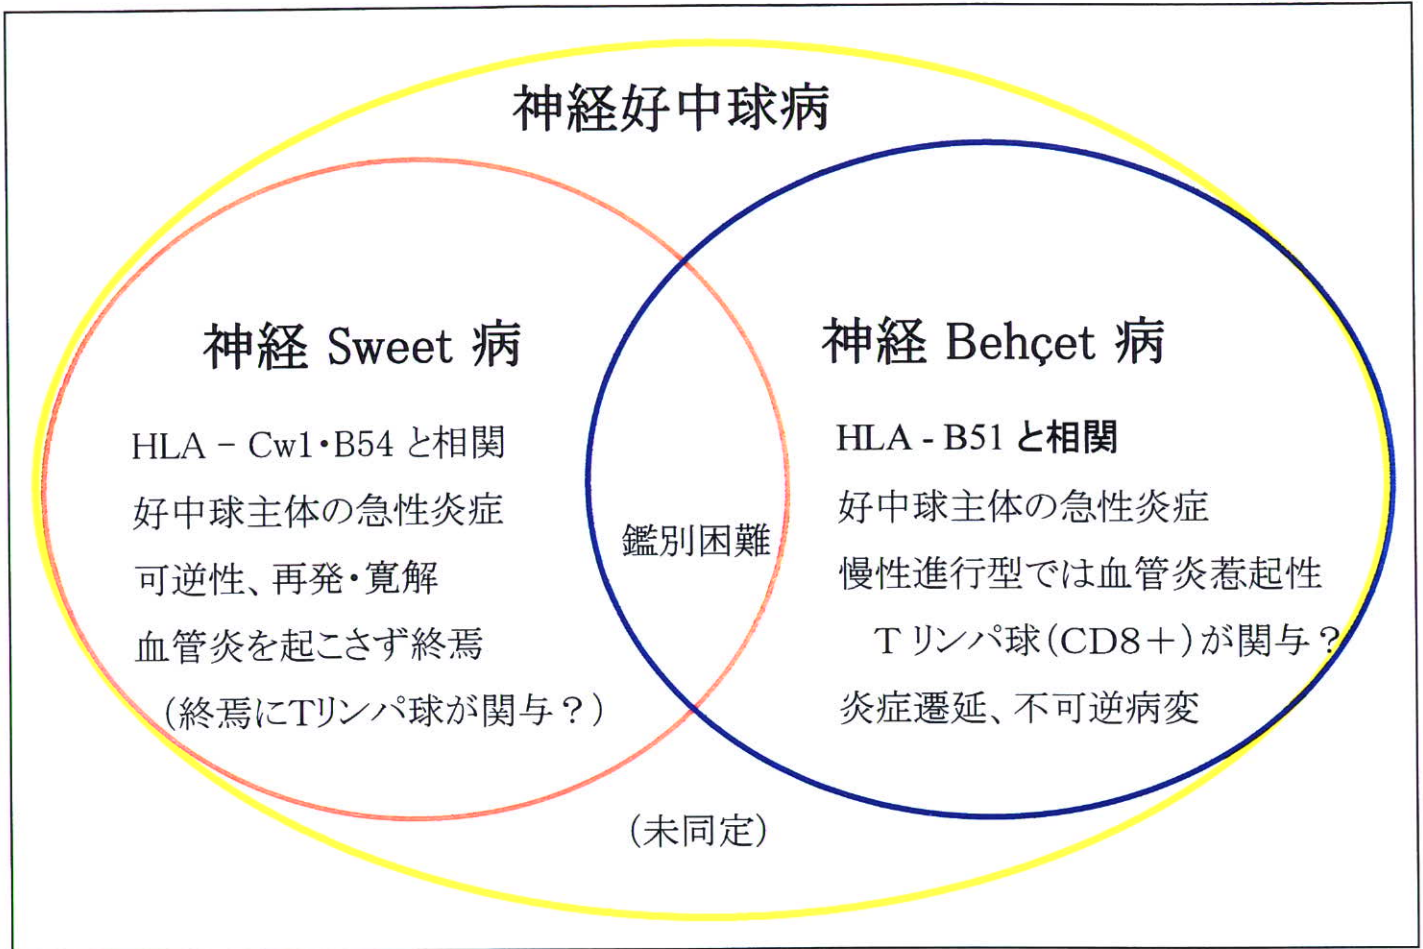 神経好中球病
神経 Sweet 病
HLA - Cw1・B54 と相関
好中球主体の急性炎症
可逆性、再発・寛解
血管炎を起こさず終焉
(終焉にTリンパ球が関与?)
鑑別困難
神経 Behçet 病
HLA - B51 と相関
好中球主体の急性炎症
慢性進行型では血管炎惹起性
T リンパ球(CD8+)が関与?
炎症遷延、不可逆病変
(未同定)